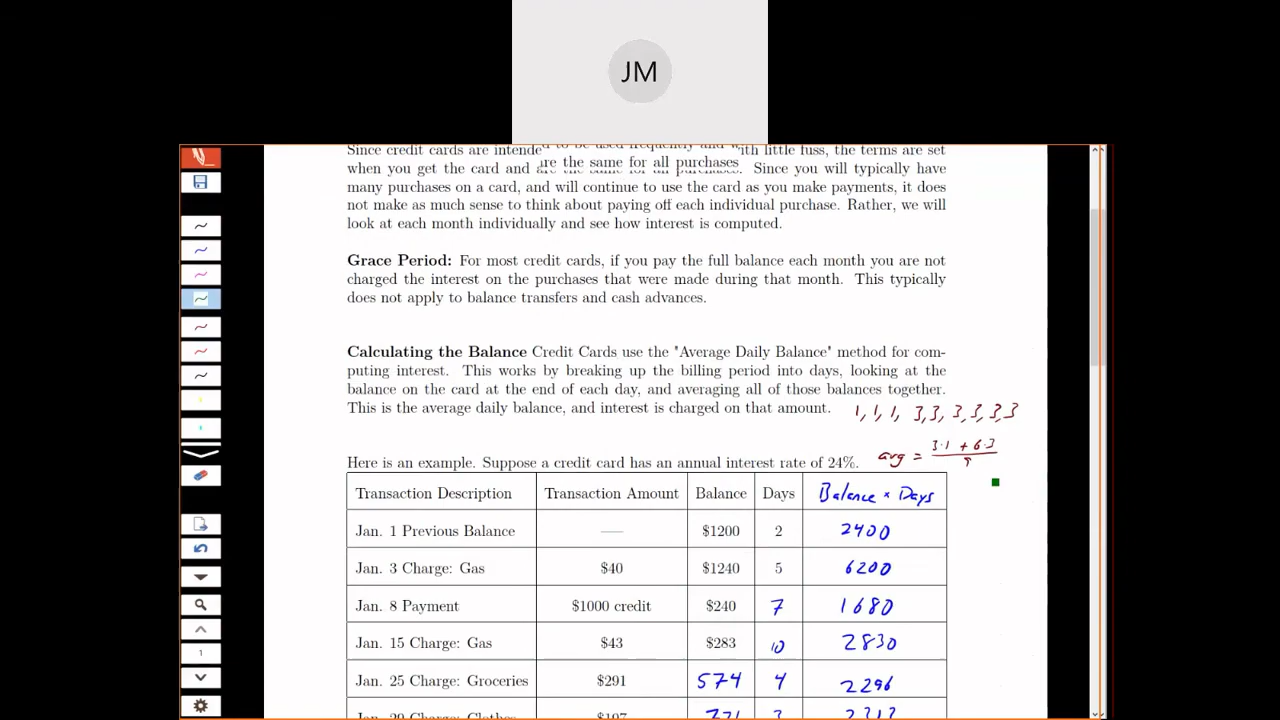 JM
Since credit cards are intended to be used frequently and with little fuss, the terms are set
when you get the card and are the same for all purchases. Since you will typically have
many purchases on a card, and will continue to use the card as you make payments, it does
not make as much sense to think about paying off each individual purchase. Rather, we will
look at each month individually and see how interest is computed.
Grace Period: For most credit cards, if you pay the full balance each month you are not
charged the interest on the purchases that were made during that month. This typically
does not apply to balance transfers and cash advances.
Calculating the Balance Credit Cards use the "Average Daily Balance" method for com-
puting interest. This works by breaking up the billing period into days, looking at the
balance on the card at the end of each day, and averaging all of those balances together.
This is the average daily balance, and interest is charged on that amount. 1, 1, 1, 3, 3, 3, 3, 3, 3
Here is an example. Suppose a credit card has an annual interest rate of 24%. avg = (3·1 + 6·3)/9
Transaction Description Transaction Amount Balance Days Balance × Days
Jan. 1 Previous Balance — $1200 2 2400
Jan. 3 Charge: Gas $40 $1240 5 6200
Jan. 8 Payment $1000 credit $240 7 1680
Jan. 15 Charge: Gas $43 $283 10 2830
Jan. 25 Charge: Groceries $291 574 4 2296
Charge: Clothes 771 3 2313
1